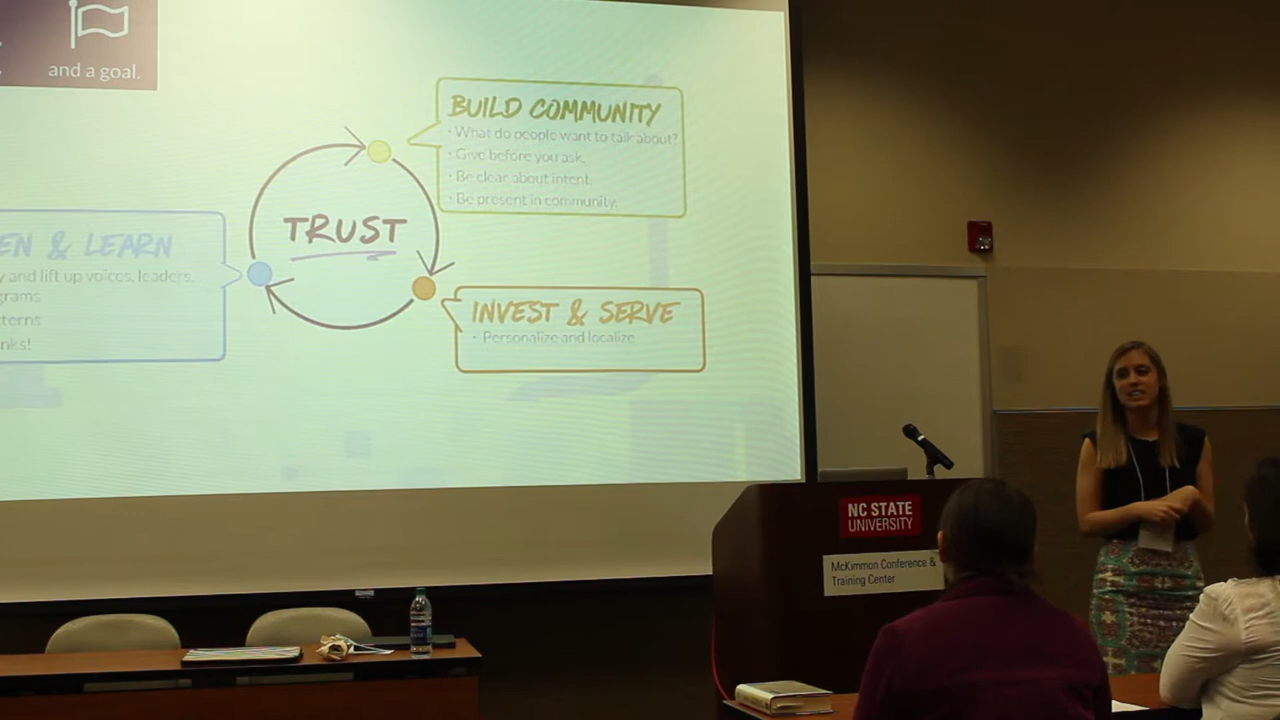 and a goal.
BUILD COMMUNITY
• What do people want to talk about?
• Give before you ask.
• Be clear about intent.
• Be present in community.
TRUST
EN & LEARN
y and lift up voices, leaders.
grams
tterns
nks!
INVEST & SERVE
• Personalize and localize
NC STATE
UNIVERSITY
McKimmon Conference &
Training Center